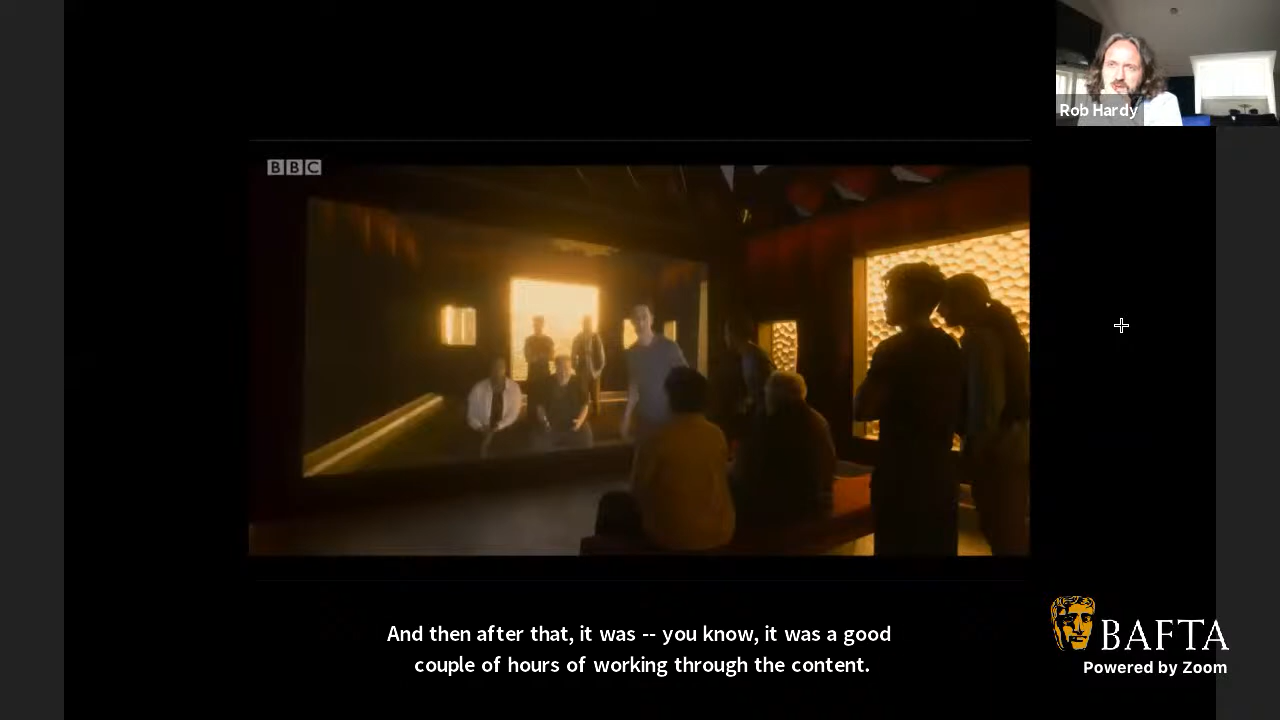 Rob Hardy
BBC
And then after that, it was -- you know, it was a good
couple of hours of working through the content.
BAFTA
Powered by Zoom